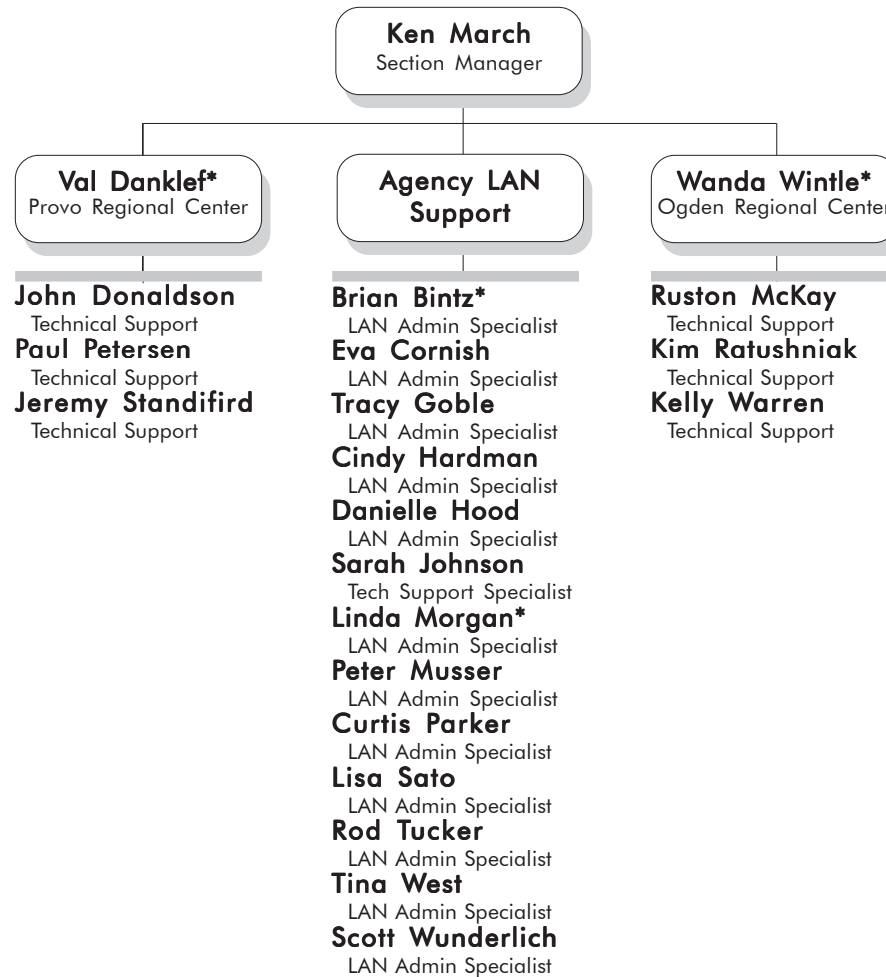 Ken March
Section Manager
Val Danklef*
Provo Regional Center
Agency LAN
Support
Wanda Wintle*
Ogden Regional Center
John Donaldson
Technical Support
Paul Petersen
Technical Support
Jeremy Standifird
Technical Support
Brian Bintz*
LAN Admin Specialist
Eva Cornish
LAN Admin Specialist
Tracy Goble
LAN Admin Specialist
Cindy Hardman
LAN Admin Specialist
Danielle Hood
LAN Admin Specialist
Sarah Johnson
Tech Support Specialist
Linda Morgan*
LAN Admin Specialist
Peter Musser
LAN Admin Specialist
Curtis Parker
LAN Admin Specialist
Lisa Sato
LAN Admin Specialist
Rod Tucker
LAN Admin Specialist
Tina West
LAN Admin Specialist
Scott Wunderlich
LAN Admin Specialist
Ruston McKay
Technical Support
Kim Ratushniak
Technical Support
Kelly Warren
Technical Support